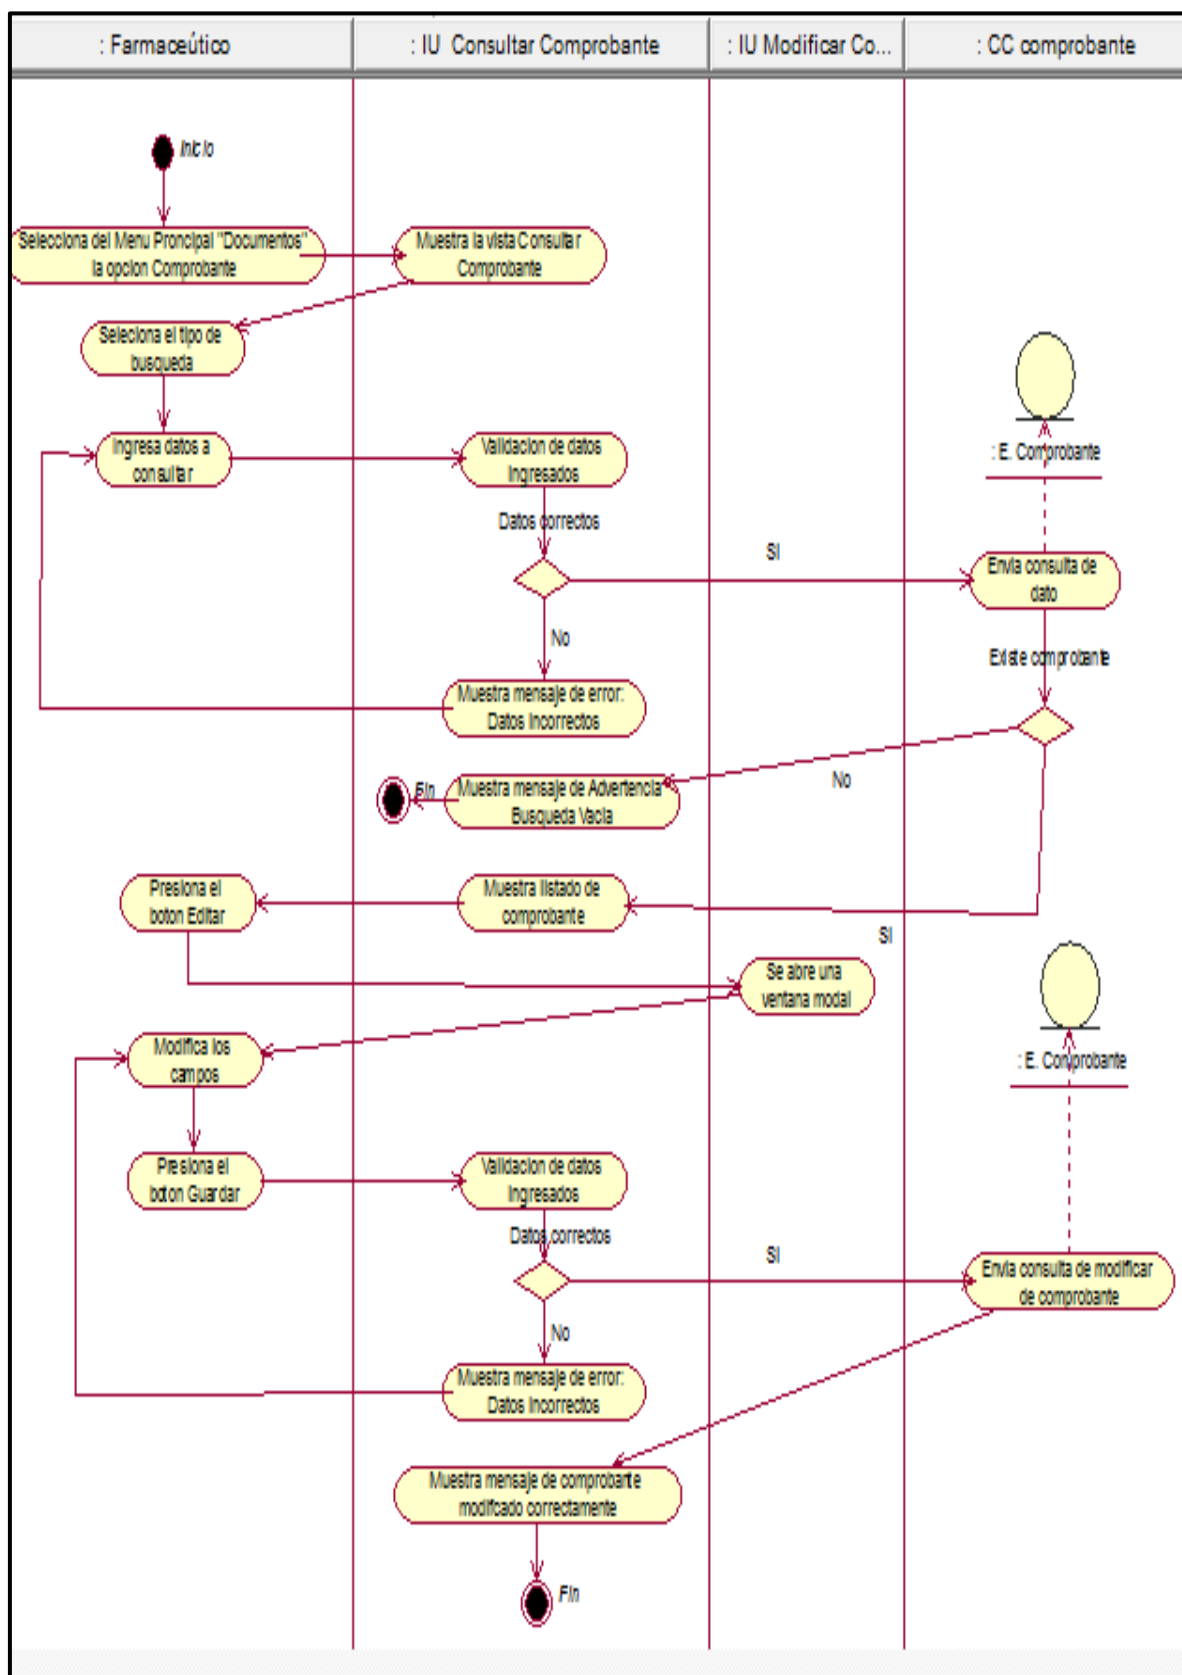 : Farmaceútico
: IU Consultar Comprobante
: IU Modificar Co...
: CC comprobante
Inicio
Selecciona del Menu Proncipal "Documentos"
la opcion Comprobante
Muestra la vista Consultar
Comprobante
Seleciona el tipo de
busqueda
Ingresa datos a
consultar
Validacion de datos
Ingresados
: E. Comprobante
Datos correctos
SI
Envia consulta de
dato
No
Existe comprobante
Muestra mensaje de error:
Datos Incorrectos
No
Muestra mensaje de Advertencia
Busqueda Vacia
Fin
Presiona el
boton Editar
Muestra listado de
comprobante
SI
Se abre una
ventana modal
Modifica los
campos
: E. Comprobante
Presiona el
boton Guardar
Validacion de datos
Ingresados
Datos correctos
SI
Envia consulta de modificar
de comprobante
No
Muestra mensaje de error:
Datos Incorrectos
Muestra mensaje de comprobante
modifcado correctamente
Fin